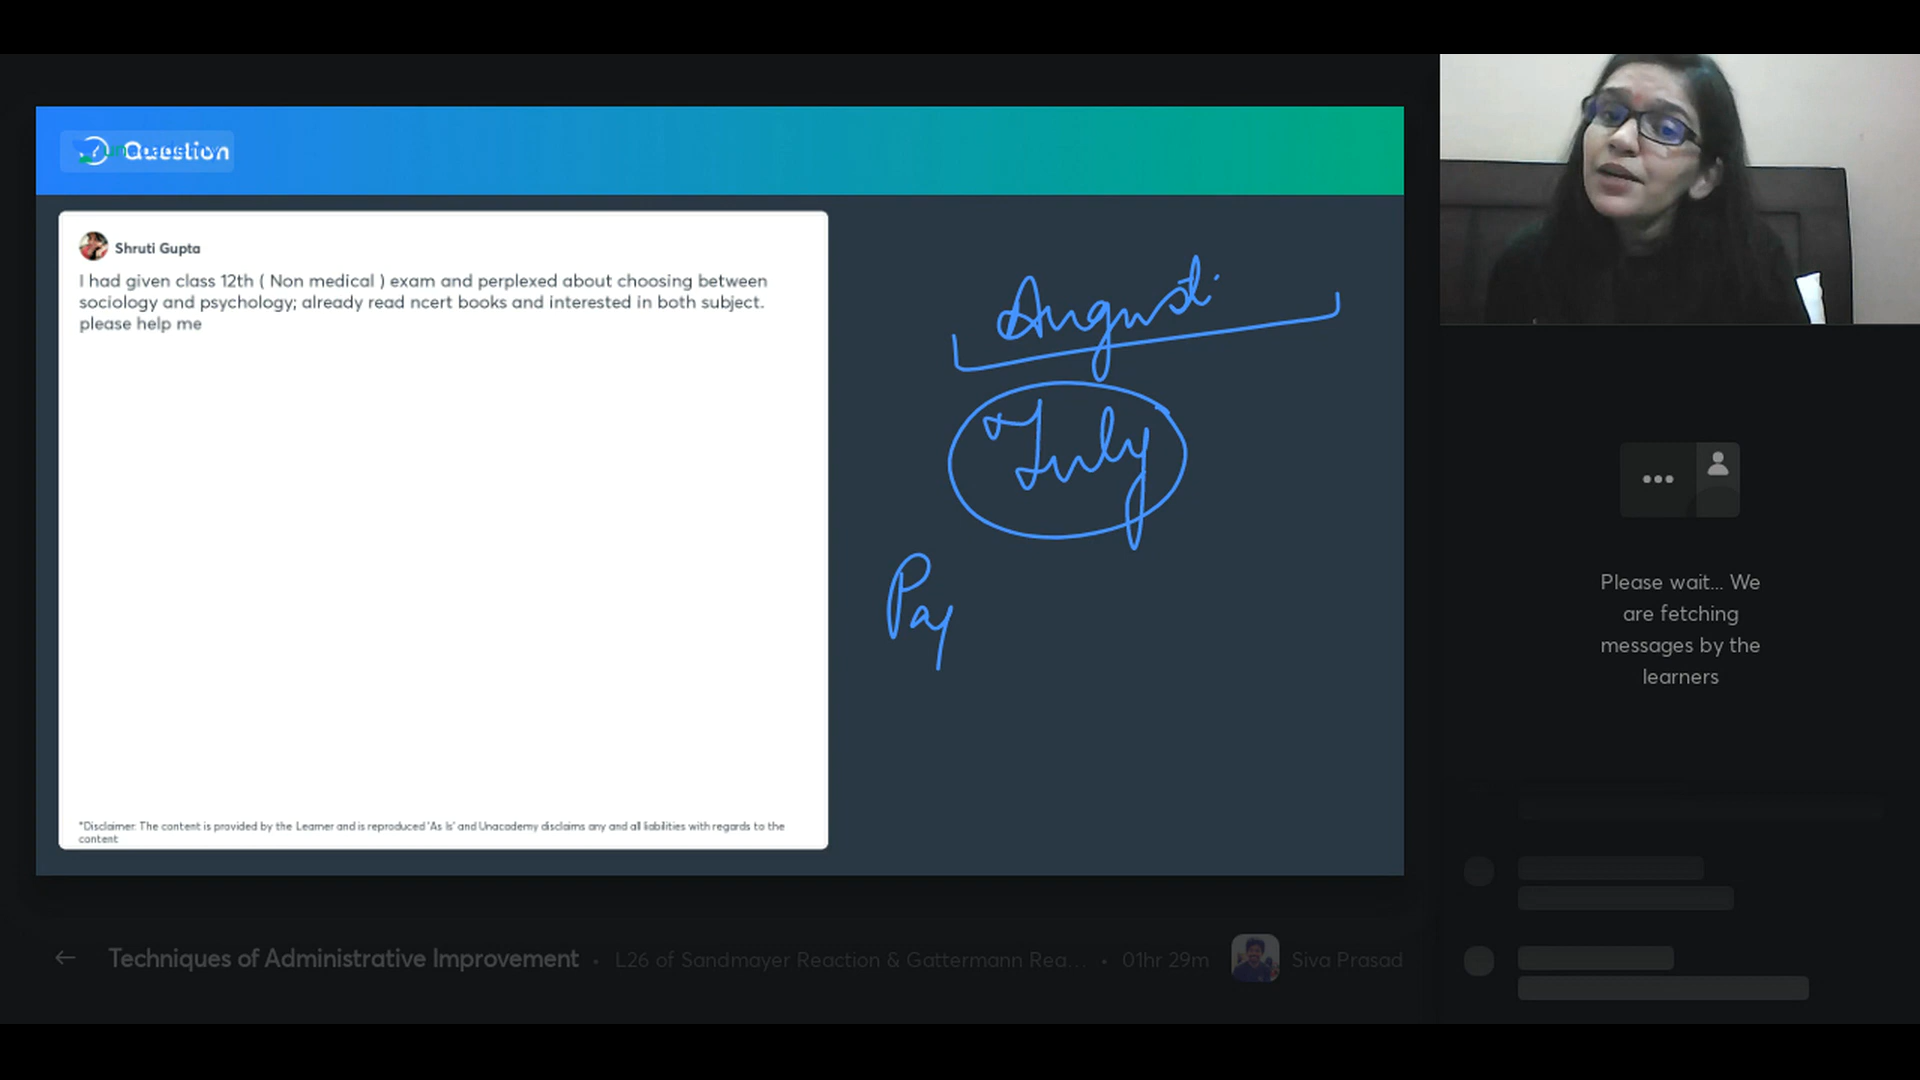 Question
Shruti Gupta
I had given class 12th ( Non medical ) exam and perplexed about choosing between
sociology and psychology; already read ncert books and interested in both subject.
please help me
*Disclaimer: The content is provided by the Learner and is reproduced 'As Is' and Unacademy disclaims any and all liabilities with regards to the
content
August
July
Pay
Please wait... We
are fetching
messages by the
learners
Techniques of Administrative Improvement • L26 of Sandmayer Reaction & Gattermann Rea... • 01hr 29m Siva Prasad